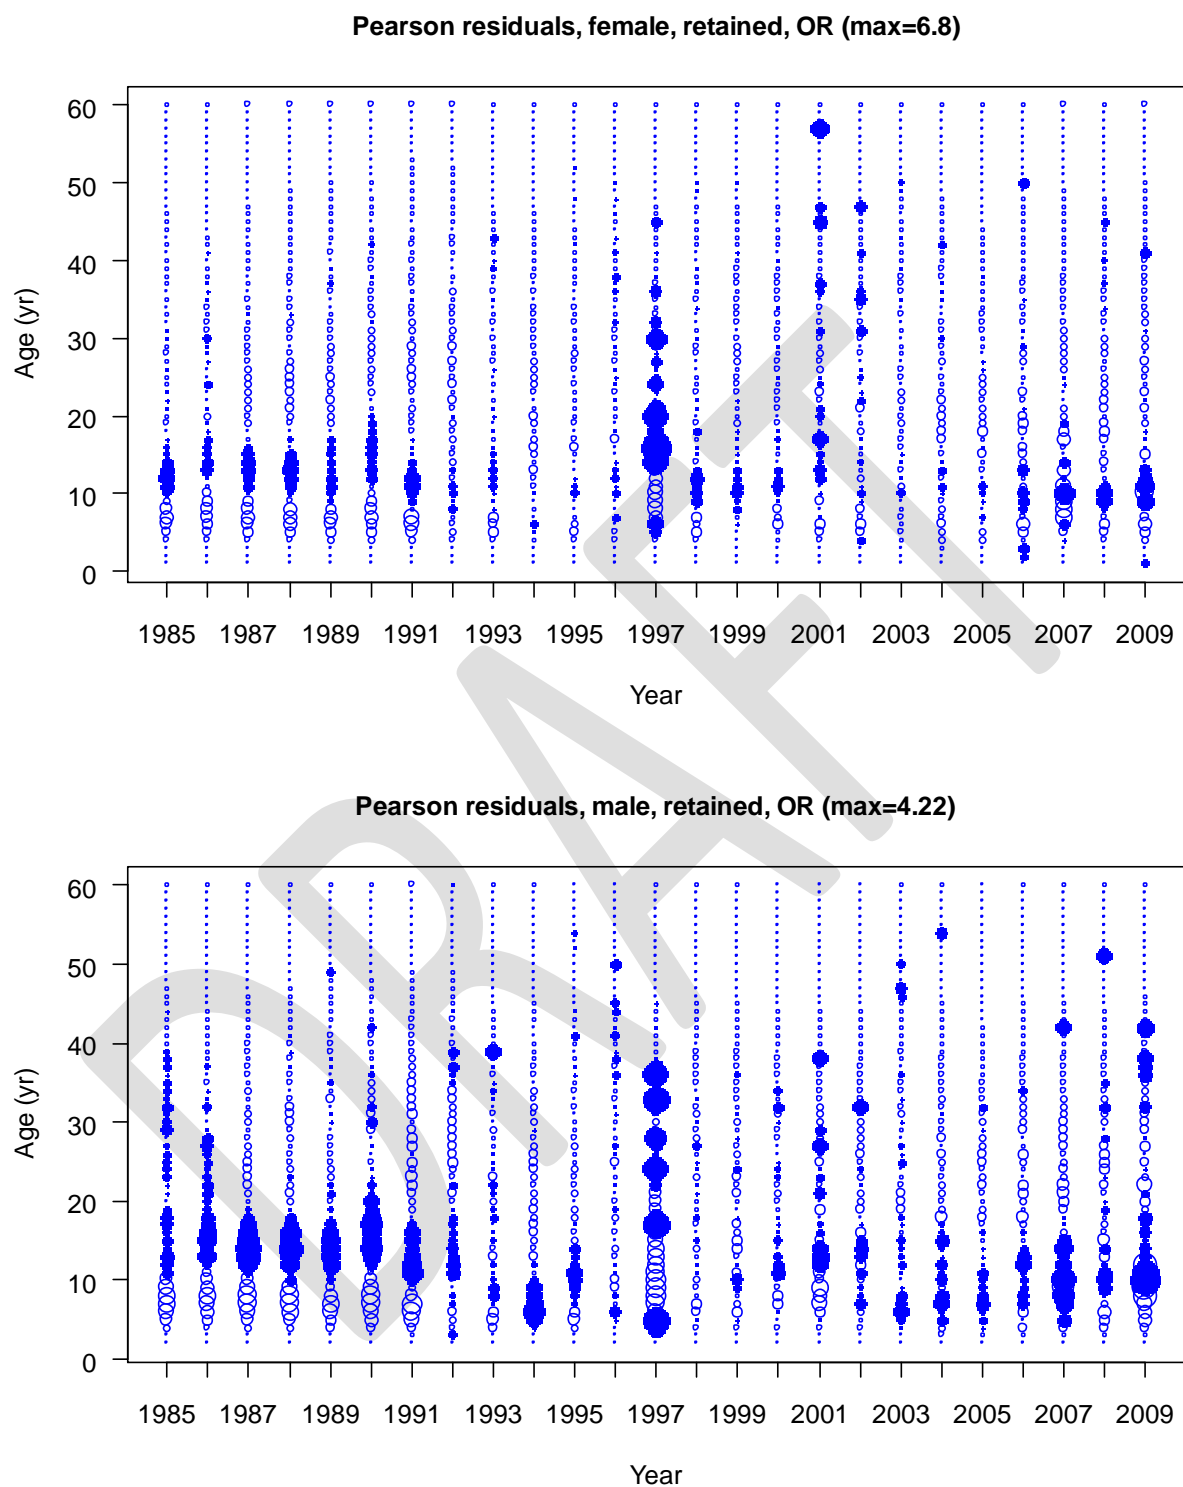 Pearson residuals, female, retained, OR (max=6.8)
60
50
40
30
20
10
0
Age (yr)
1985 1987 1989 1991 1993 1995 1997 1999 2001 2003 2005 2007 2009
Year
DRAFT
Pearson residuals, male, retained, OR (max=4.22)
60
50
40
30
20
10
0
Age (yr)
1985 1987 1989 1991 1993 1995 1997 1999 2001 2003 2005 2007 2009
Year